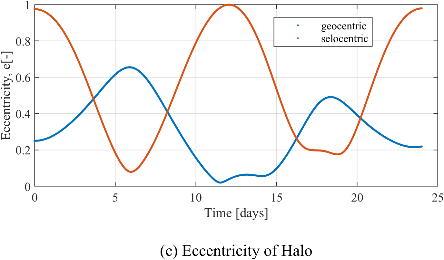 1
geocentric
selocentric
0.8
0.6
0.4
0.2
0
Eccentricity, e[-]
0 5 10 15 20 25
Time [days]
(c) Eccentricity of Halo